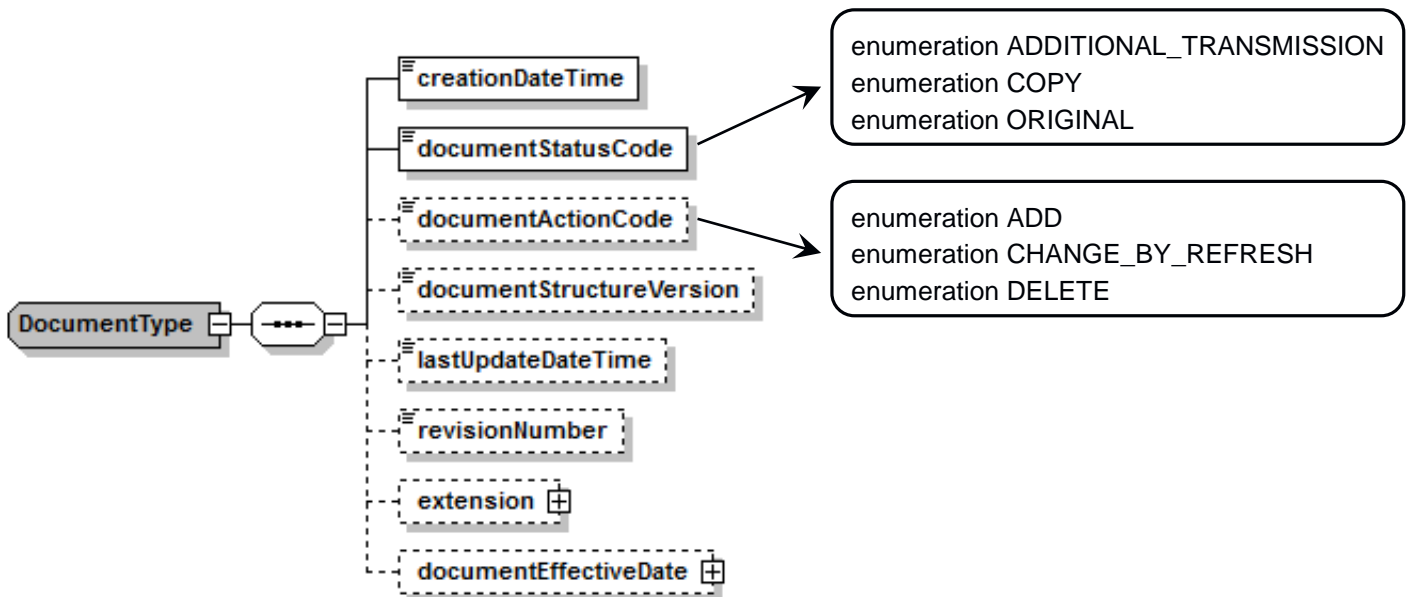 enumeration ADDITIONAL_TRANSMISSION
enumeration COPY
enumeration ORIGINAL
creationDateTime
documentStatusCode
documentActionCode
enumeration ADD
enumeration CHANGE_BY_REFRESH
enumeration DELETE
documentStructureVersion
DocumentType
lastUpdateDateTime
revisionNumber
extension
documentEffectiveDate